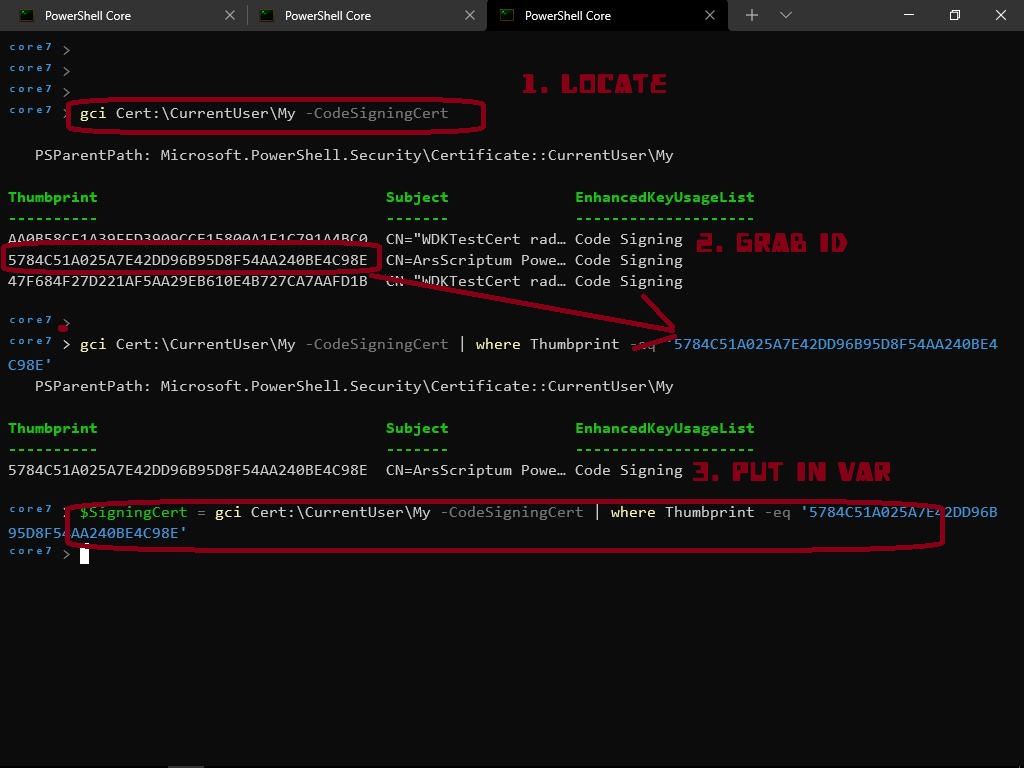 PowerShell Core
PowerShell Core
PowerShell Core
core7 >
core7 >
core7 >
1. LOCATE
core7 > gci Cert:\CurrentUser\My -CodeSigningCert
PSParentPath: Microsoft.PowerShell.Security\Certificate::CurrentUser\My
Thumbprint Subject EnhancedKeyUsageList
---------- ------- --------------------
CN="WDKTestCert rad… Code Signing
2. GRAB ID
5784C51A025A7E42DD96B95D8F54AA240BE4C98E CN=ArsScriptum Powe… Code Signing
47F684F27D221AF5AA29EB610E4B727CA7AAFD1B CN="WDKTestCert rad… Code Signing
core7 >
core7 > gci Cert:\CurrentUser\My -CodeSigningCert | where Thumbprint -eq '5784C51A025A7E42DD96B95D8F54AA240BE4
C98E'
PSParentPath: Microsoft.PowerShell.Security\Certificate::CurrentUser\My
Thumbprint Subject EnhancedKeyUsageList
---------- ------- --------------------
5784C51A025A7E42DD96B95D8F54AA240BE4C98E CN=ArsScriptum Powe… Code Signing
3. PUT IN VAR
core7 > $SigningCert = gci Cert:\CurrentUser\My -CodeSigningCert | where Thumbprint -eq '5784C51A025A7E42DD96B
95D8F54AA240BE4C98E'
core7 >